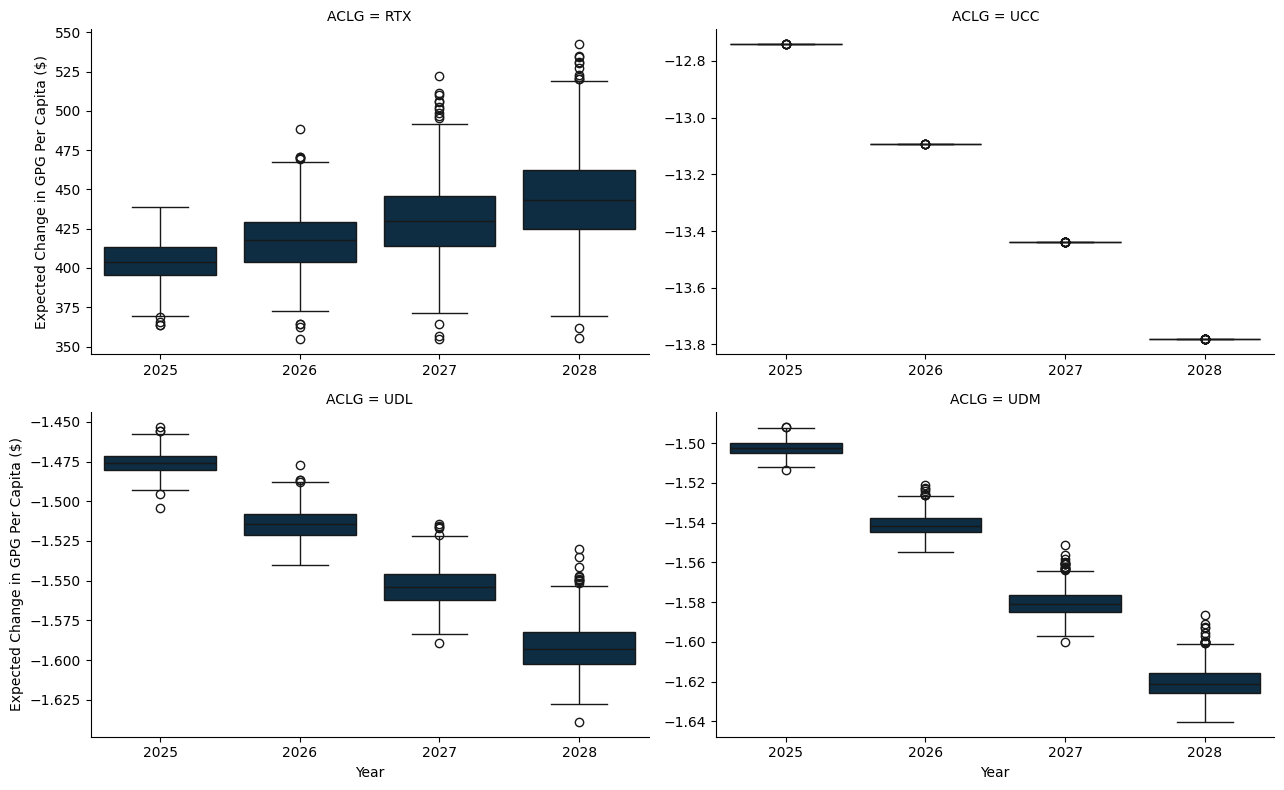 ACLG = RTX
Expected Change in GPG Per Capita ($)
550
525
500
475
450
425
400
375
350
2025 2026 2027 2028
ACLG = UCC
−12.8
−13.0
−13.2
−13.4
−13.6
−13.8
2025 2026 2027 2028
ACLG = UDL
Expected Change in GPG Per Capita ($)
−1.450
−1.475
−1.500
−1.525
−1.550
−1.575
−1.600
−1.625
2025 2026 2027 2028
Year
ACLG = UDM
−1.50
−1.52
−1.54
−1.56
−1.58
−1.60
−1.62
−1.64
2025 2026 2027 2028
Year